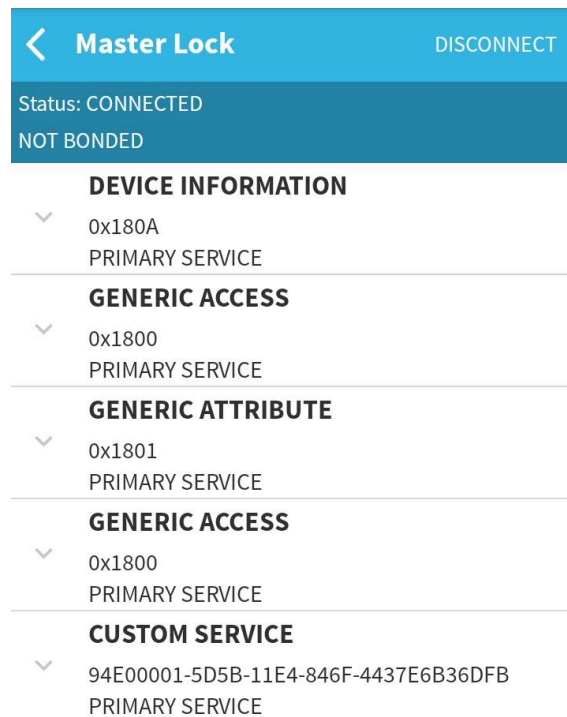 Master Lock DISCONNECT
Status: CONNECTED
NOT BONDED
DEVICE INFORMATION
0x180A
PRIMARY SERVICE
GENERIC ACCESS
0x1800
PRIMARY SERVICE
GENERIC ATTRIBUTE
0x1801
PRIMARY SERVICE
GENERIC ACCESS
0x1800
PRIMARY SERVICE
CUSTOM SERVICE
94E00001-5D5B-11E4-846F-4437E6B36DFB
PRIMARY SERVICE